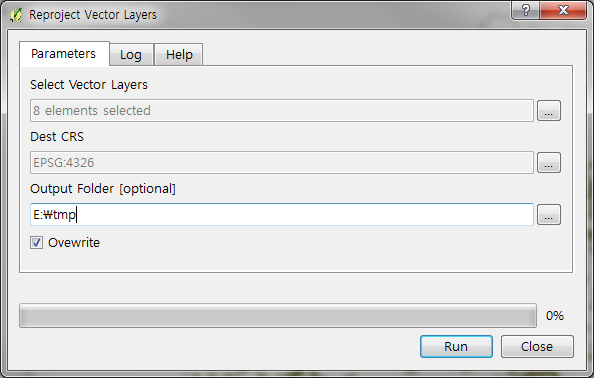 Reproject Vector Layers
?
Parameters Log Help
Select Vector Layers
8 elements selected
...
Dest CRS
EPSG:4326
...
Output Folder [optional]
E:₩tmp
...
Ovewrite
0%
Run Close